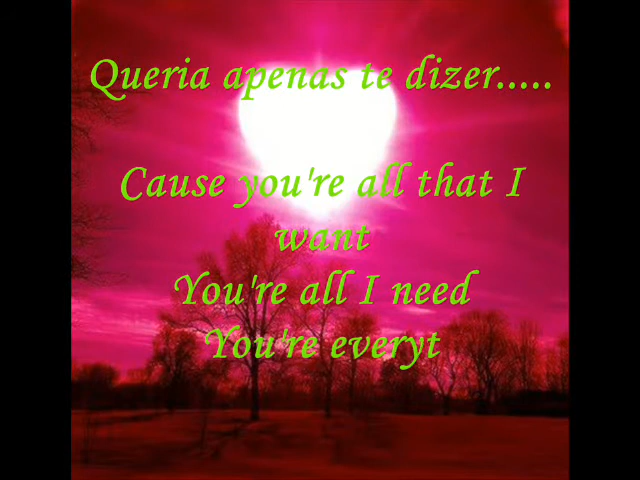 Queria apenas te dizer.....
Cause you're all that I
want
You're all I need
You're everyt